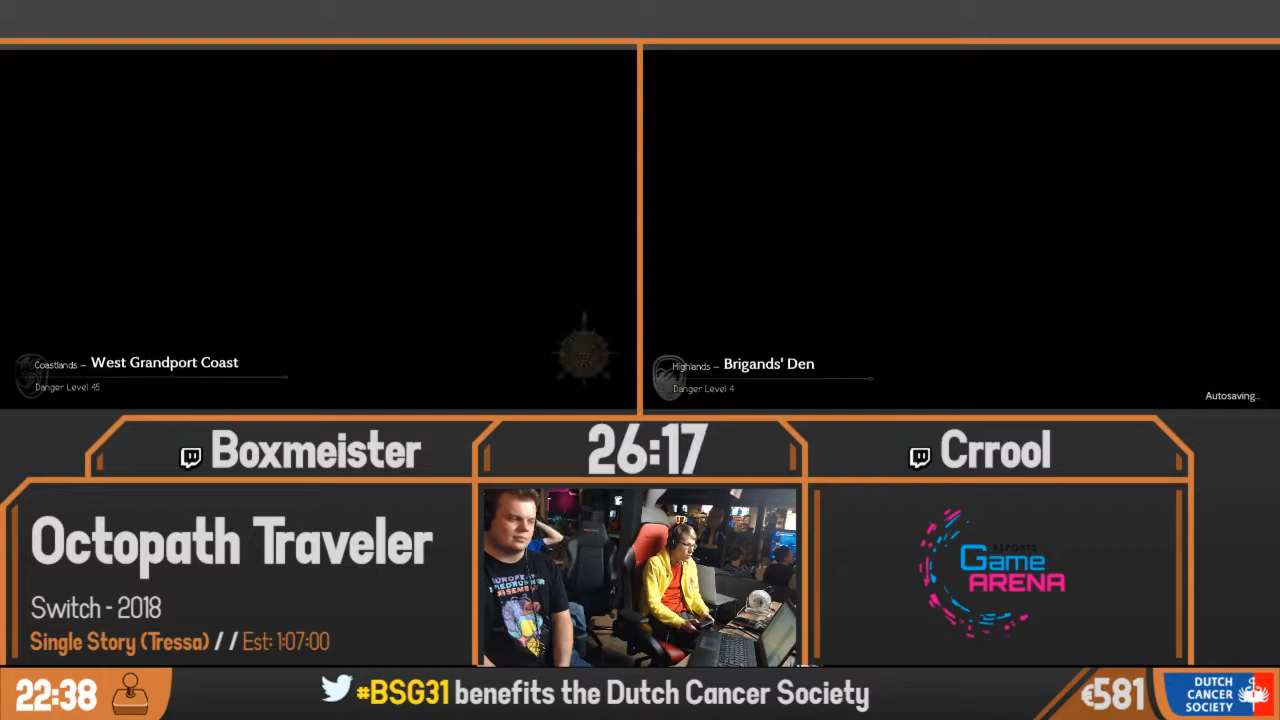 Coastlands – West Grandport Coast
Danger Level 45
Highlands – Brigands' Den
Danger Level 4
Autosaving...
Boxmeister
26:17
Crrool
Octopath Traveler
Switch - 2018
Single Story (Tressa) // Est: 1:07:00
ESPORTS
Game
ARENA
22:38
#BSG31 benefits the Dutch Cancer Society
€581
DUTCH
CANCER
SOCIETY